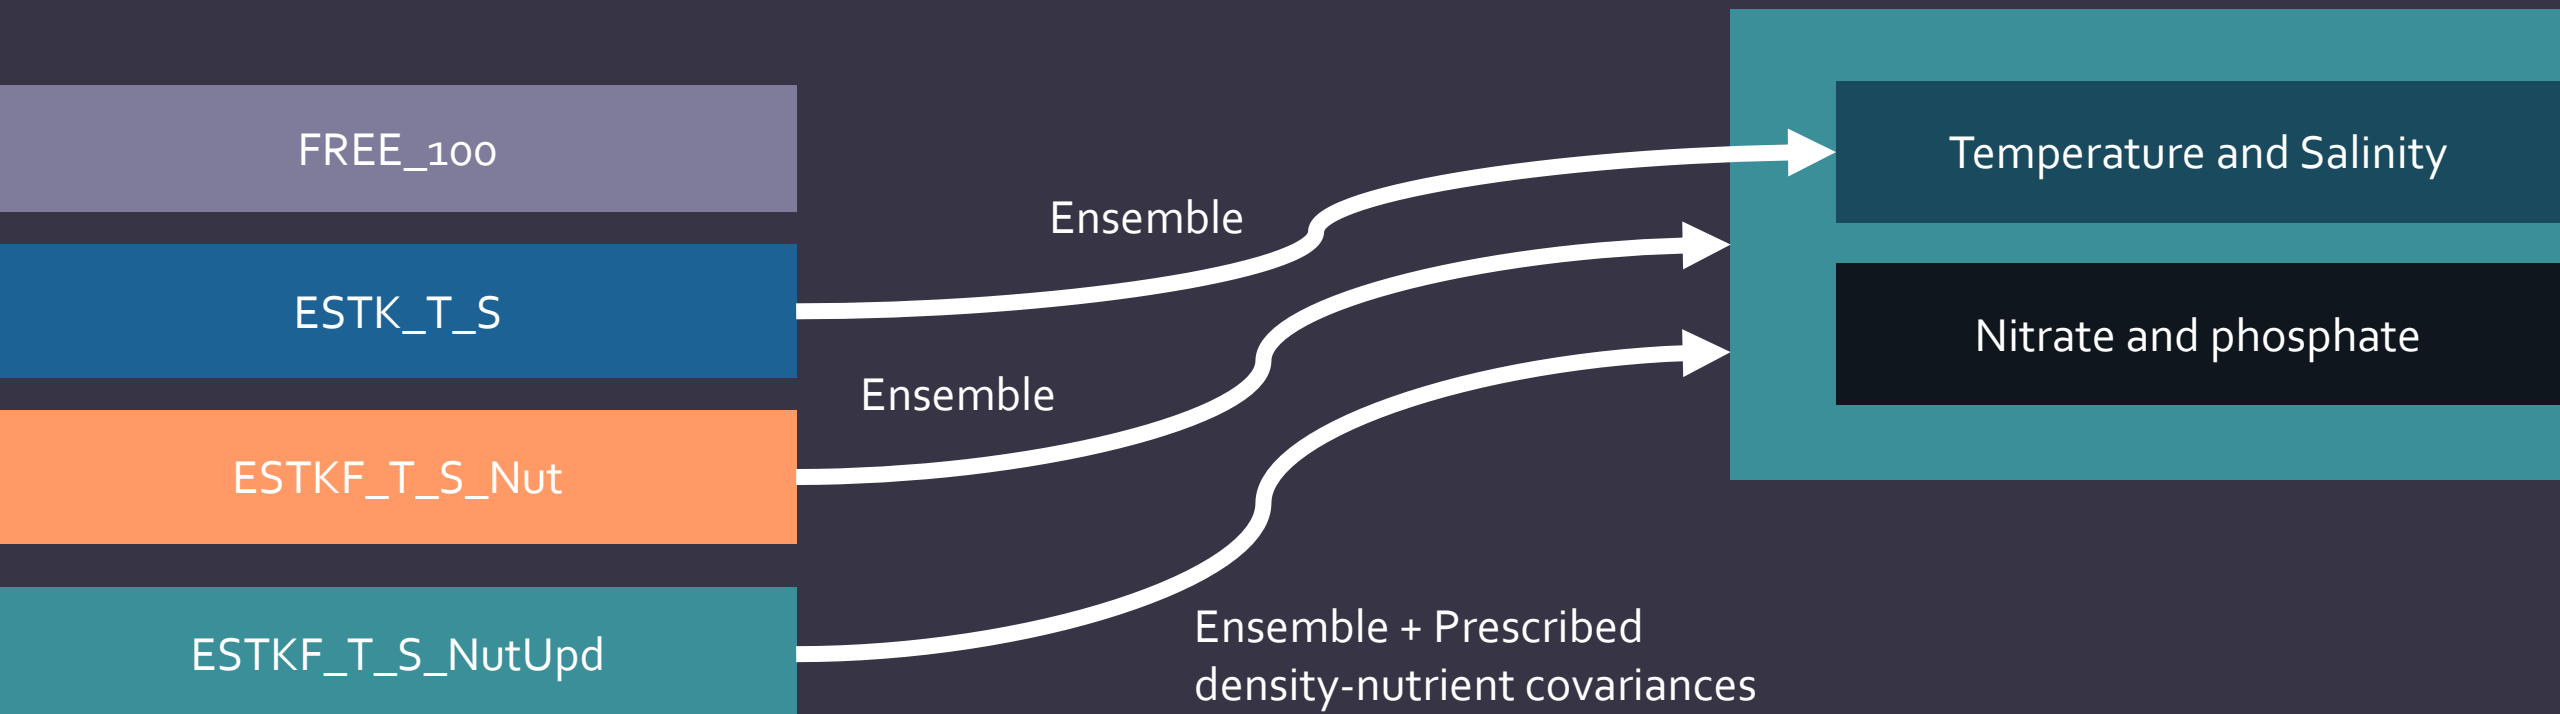 FREE_100
ESTK_T_S
ESTKF_T_S_Nut
ESTKF_T_S_NutUpd
Ensemble
Ensemble
Ensemble + Prescribed
density-nutrient covariances
Temperature and Salinity
Nitrate and phosphate